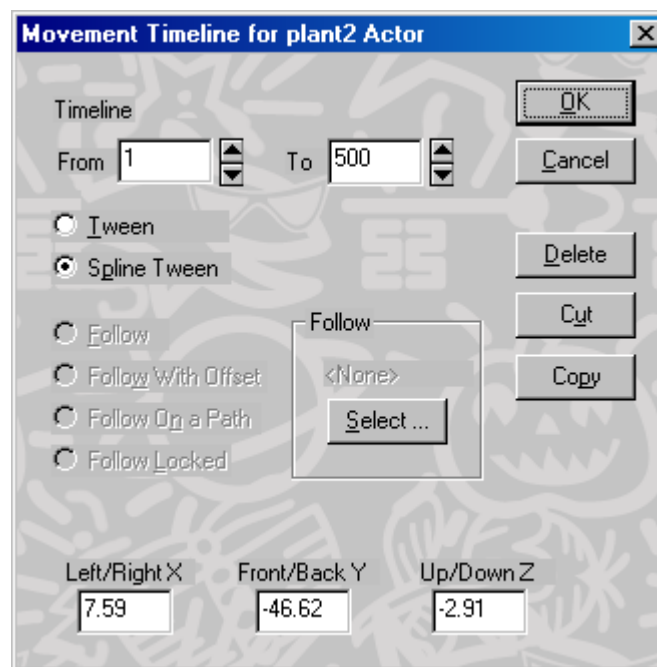 Movement Timeline for plant2 Actor
OK
Timeline
From 1 To 500
Cancel
Tween
Spline Tween
Delete
Cut
Follow
Follow
Follow With Offset
<None>
Copy
Follow On a Path
Select ...
Follow Locked
Left/Right X Front/Back Y Up/Down Z
7.59 -46.62 -2.91